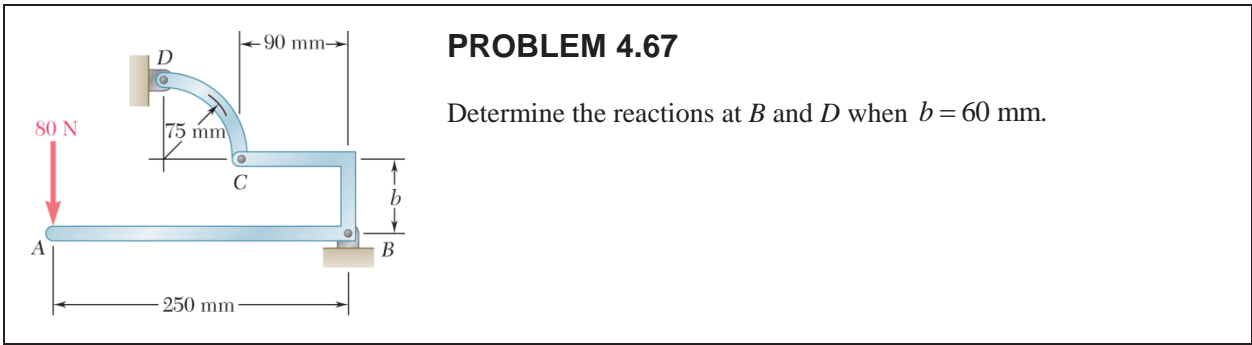 PROBLEM 4.67
Determine the reactions at B and D when b = 60 mm.
90 mm
D
80 N
75 mm
C
b
A
B
250 mm